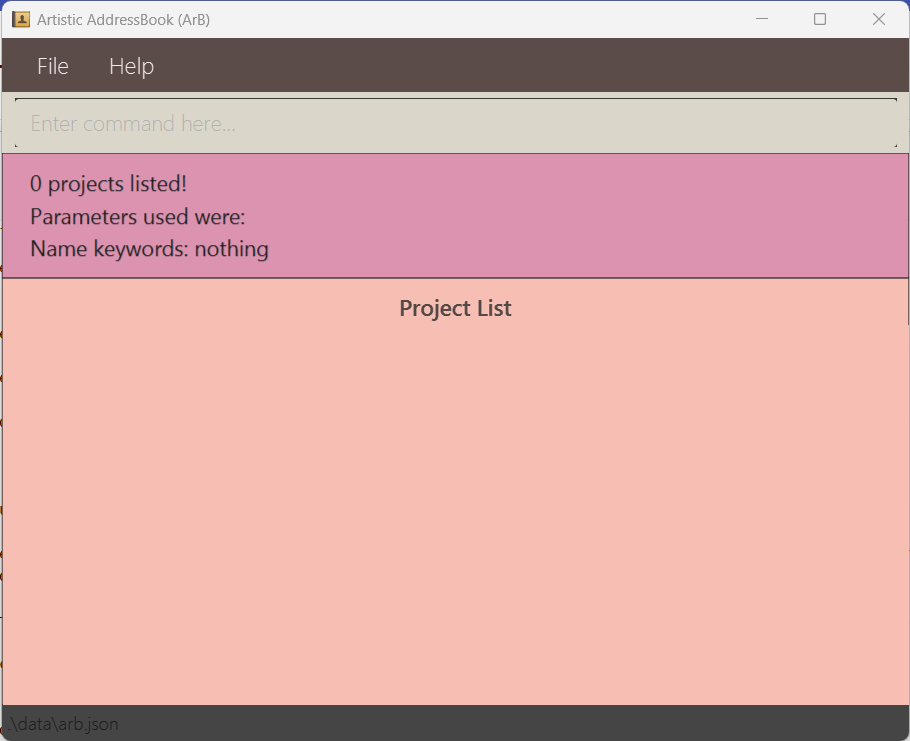 Artistic AddressBook (ArB)
File Help
Enter command here...
0 projects listed!
Parameters used were:
Name keywords: nothing
Project List
.\data\arb.json